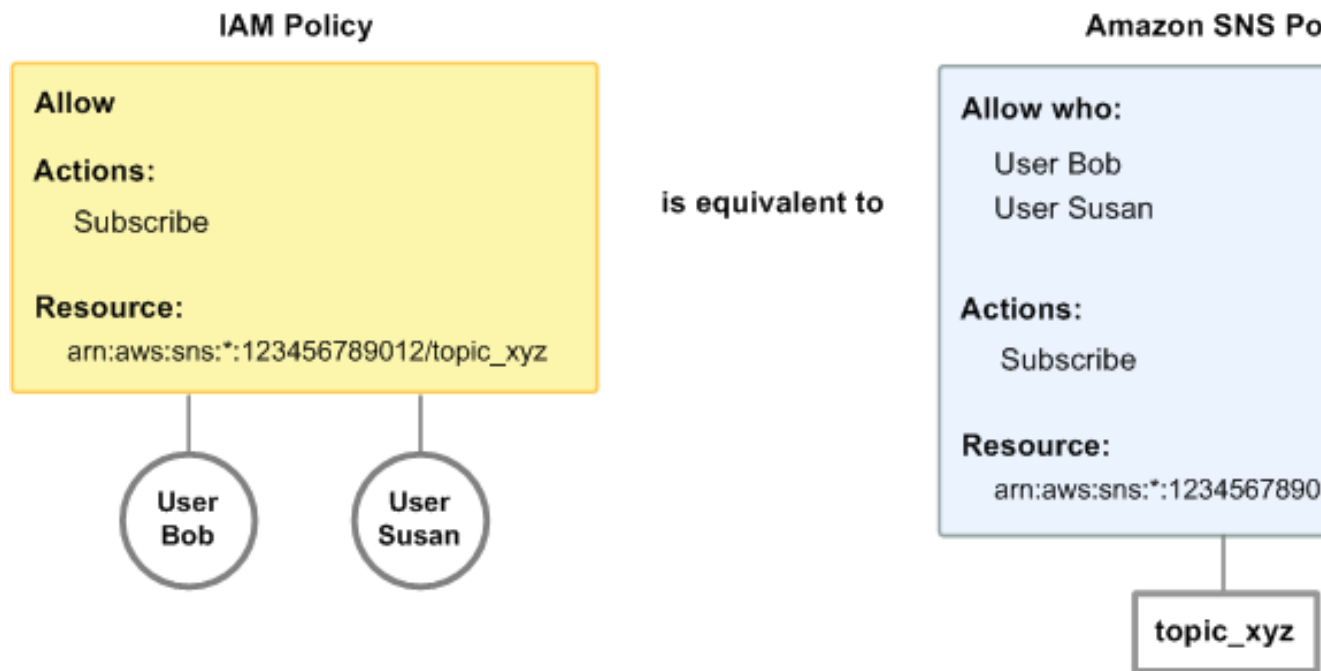 IAM Policy
Allow
Actions:
Subscribe
Resource:
arn:aws:sns:*:123456789012/topic_xyz
User
Bob
User
Susan
is equivalent to
Amazon SNS Po
Allow who:
User Bob
User Susan
Actions:
Subscribe
Resource:
arn:aws:sns:*:1234567890
topic_xyz